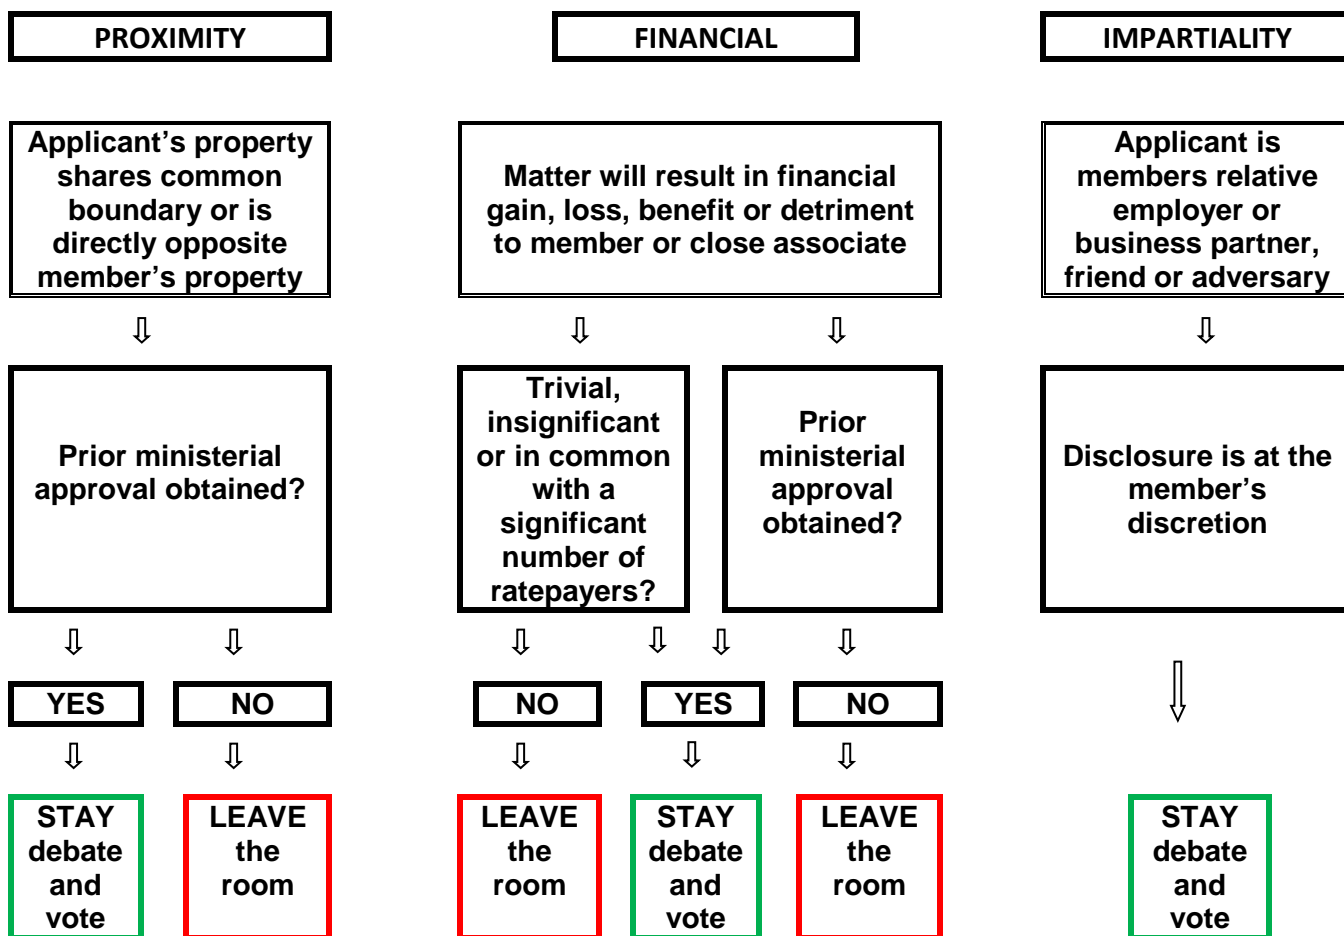 PROXIMITY
FINANCIAL
IMPARTIALITY
Applicant’s property
shares common
boundary or is
directly opposite
member’s property
Matter will result in financial
gain, loss, benefit or detriment
to member or close associate
Applicant is
members relative
employer or
business partner,
friend or adversary
Prior ministerial
approval obtained?
Trivial,
insignificant
or in common
with a
significant
number of
ratepayers?
Prior
ministerial
approval
obtained?
Disclosure is at the
member’s
discretion
YES
NO
NO
YES
NO
STAY
debate
and
vote
LEAVE
the
room
LEAVE
the
room
STAY
debate
and
vote
LEAVE
the
room
STAY
debate
and
vote